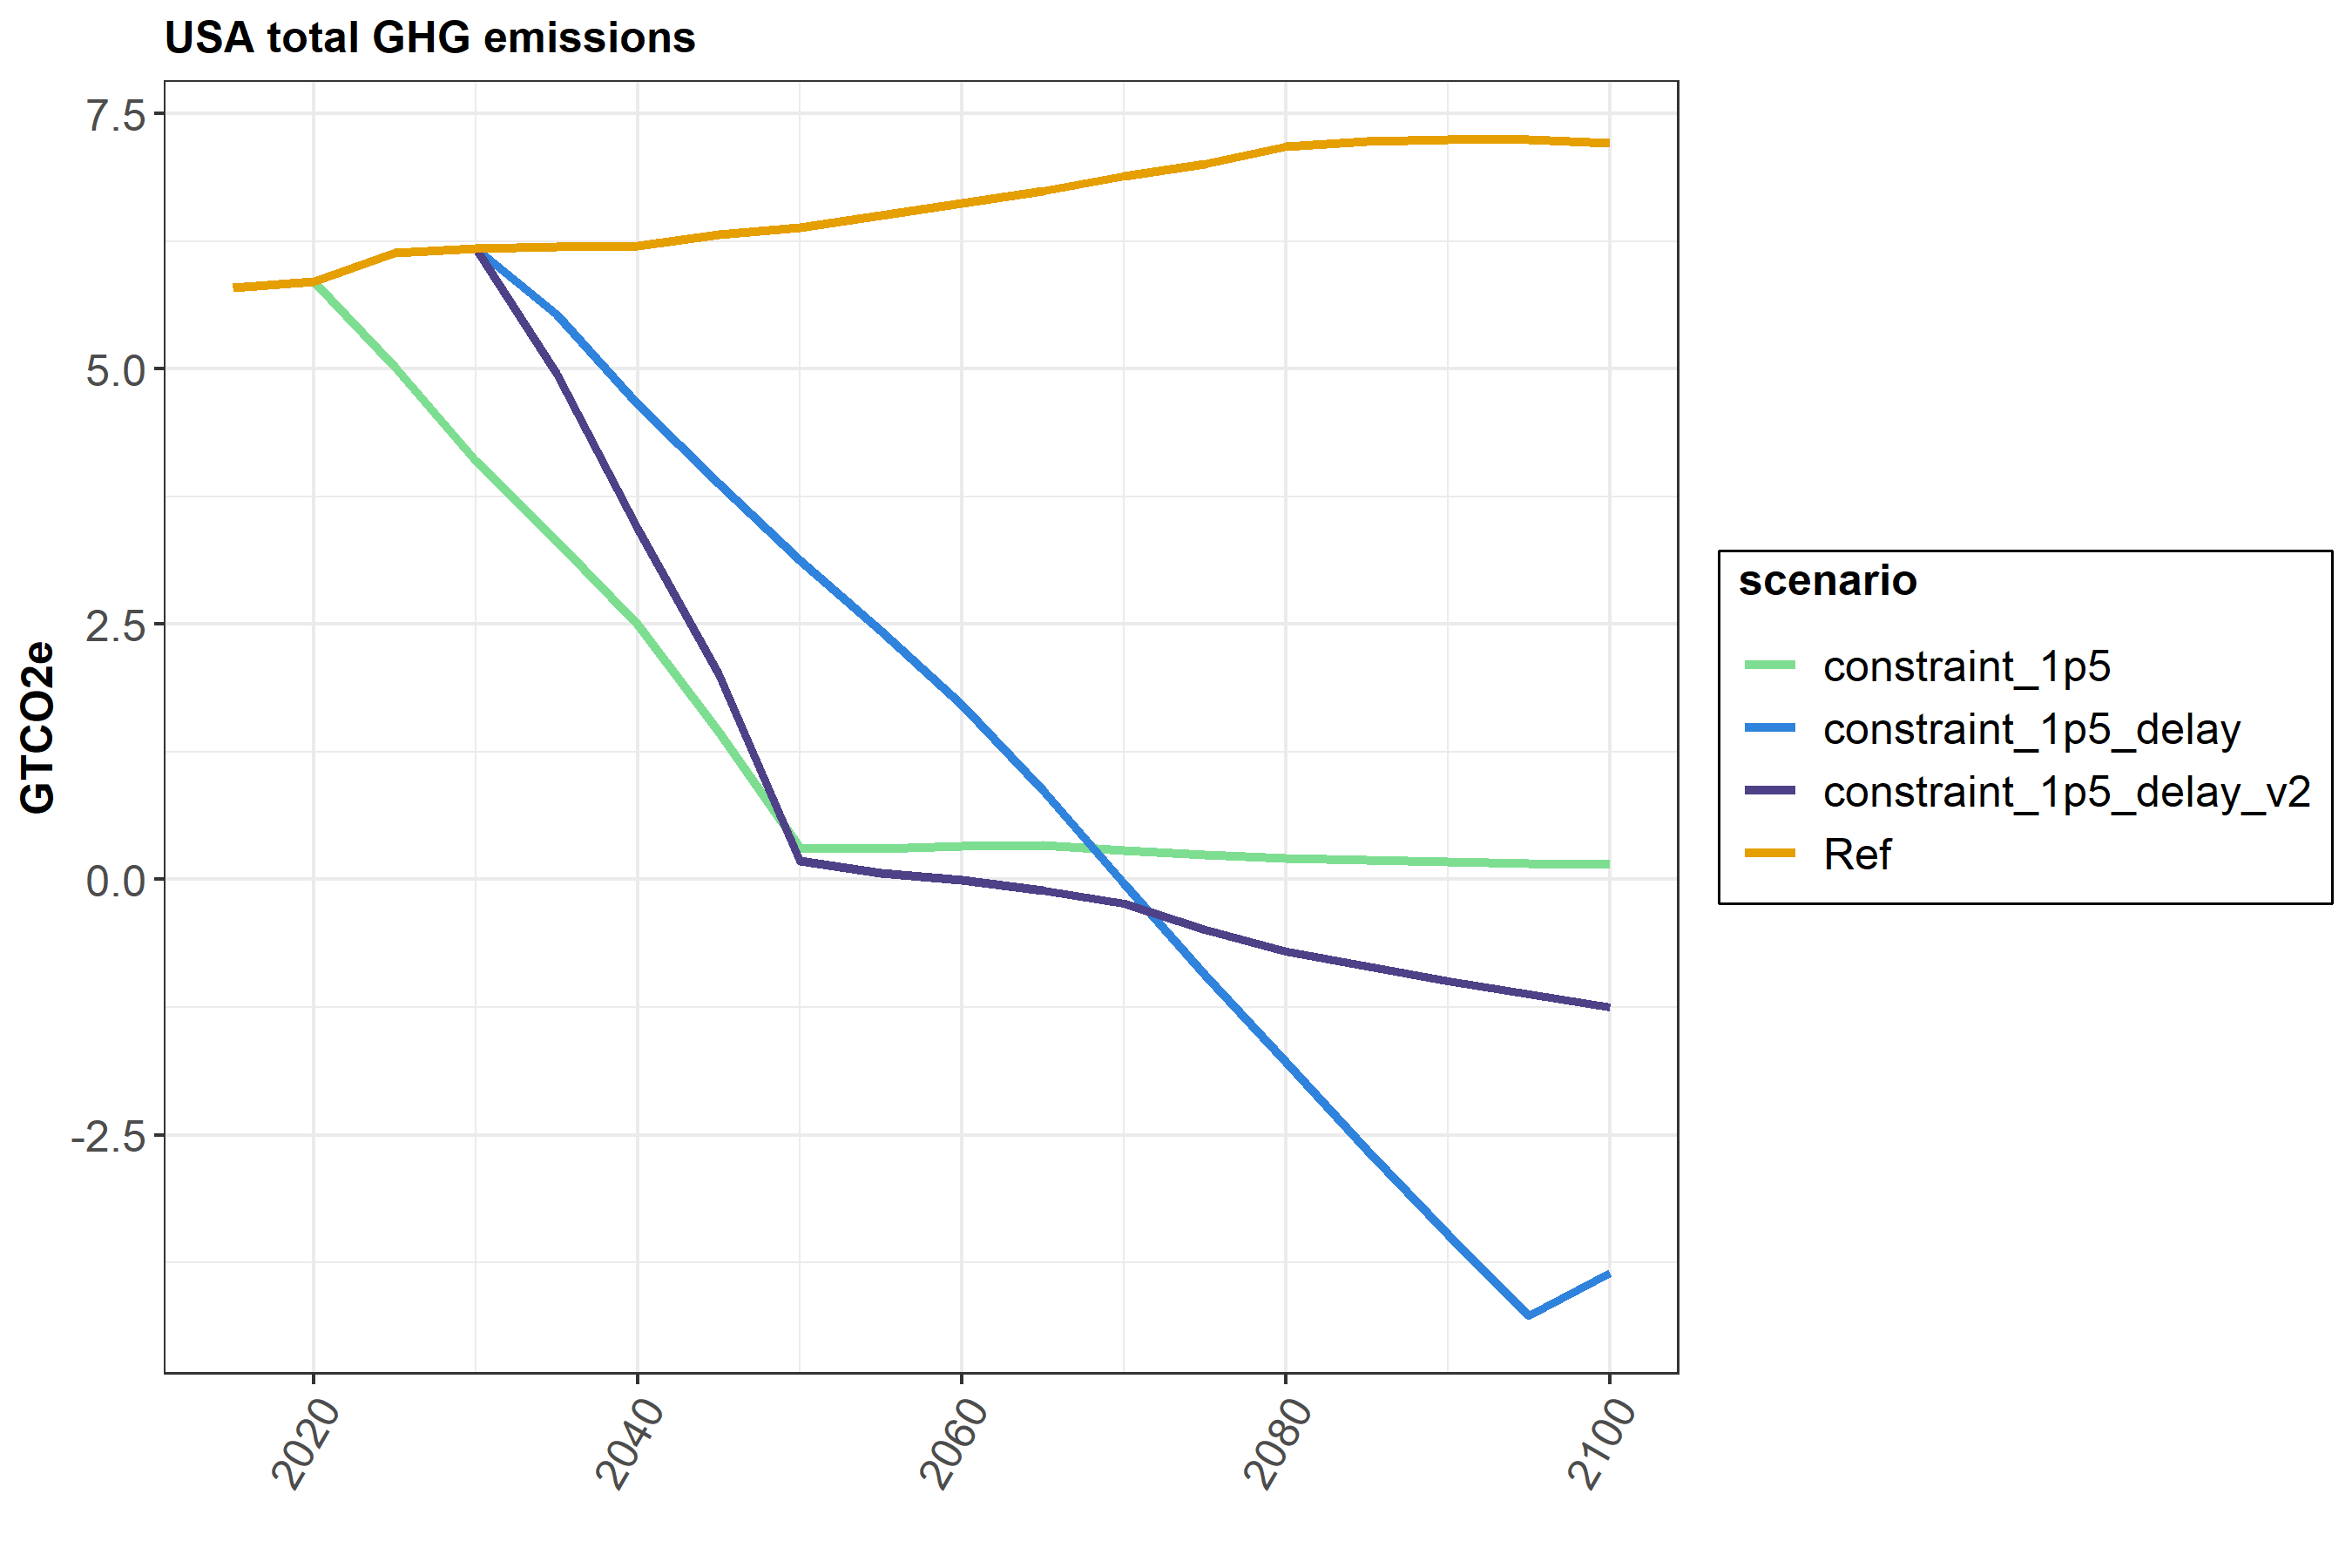 USA total GHG emissions
7.5
5.0
2.5
0.0
-2.5
GTCO2e
2020
2040
2060
2080
2100
scenario
constraint_1p5
constraint_1p5_delay
constraint_1p5_delay_v2
Ref